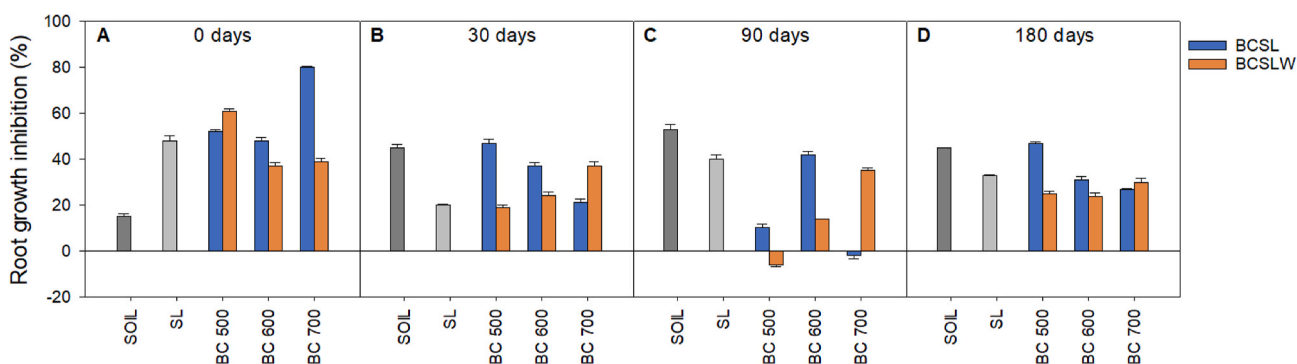 Root growth inhibition (%)
100
80
60
40
20
0
-20
A 0 days
B 30 days
C 90 days
D 180 days
BCSL
BCSLW
SOIL
SL
BC 500
BC 600
BC 700
SOIL
SL
BC 500
BC 600
BC 700
SOIL
SL
BC 500
BC 600
BC 700
SOIL
SL
BC 500
BC 600
BC 700